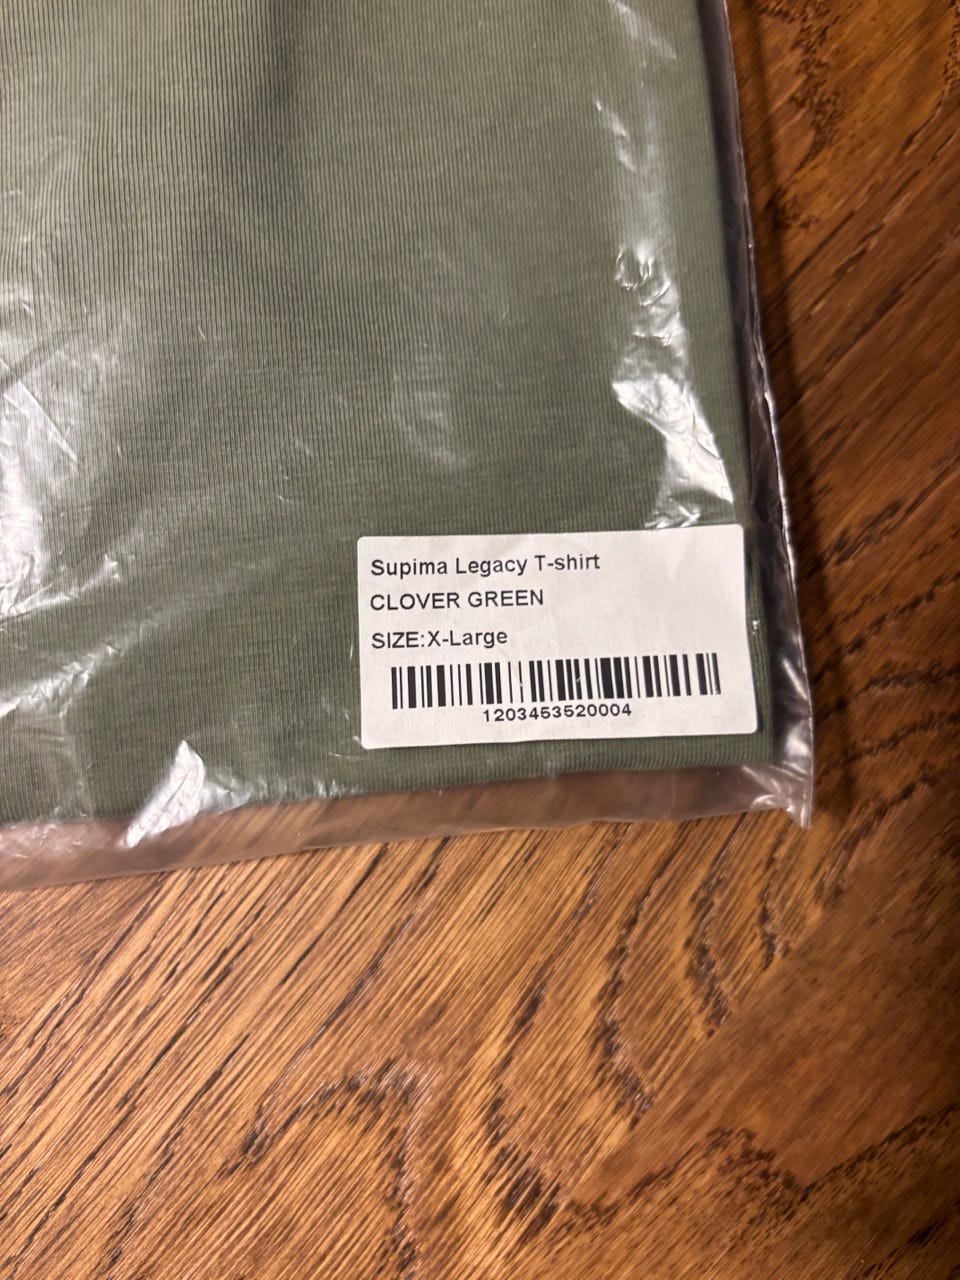 Supima Legacy T-shirt
CLOVER GREEN
SIZE:X-Large
1203453520004